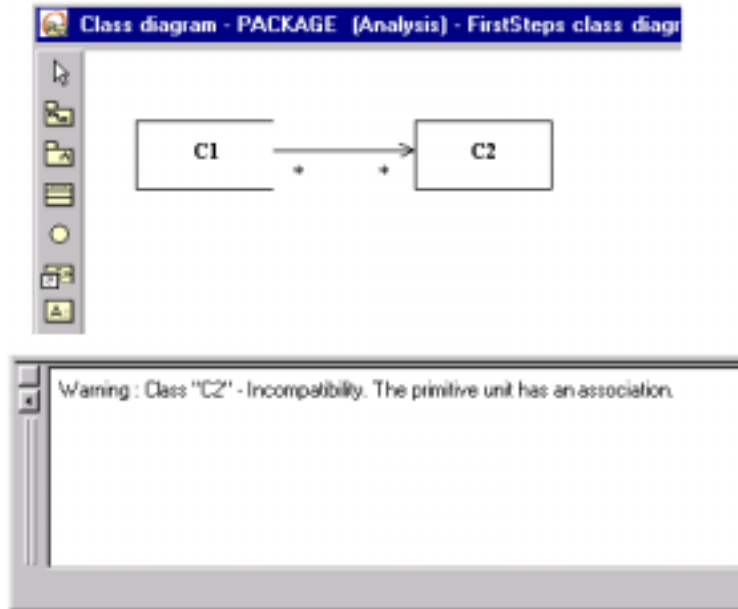 Class diagram - PACKAGE (Analysis) - FirstSteps class diagr
C1
C2
* *
Warning : Class "C2" - Incompatibility. The primitive unit has an association.